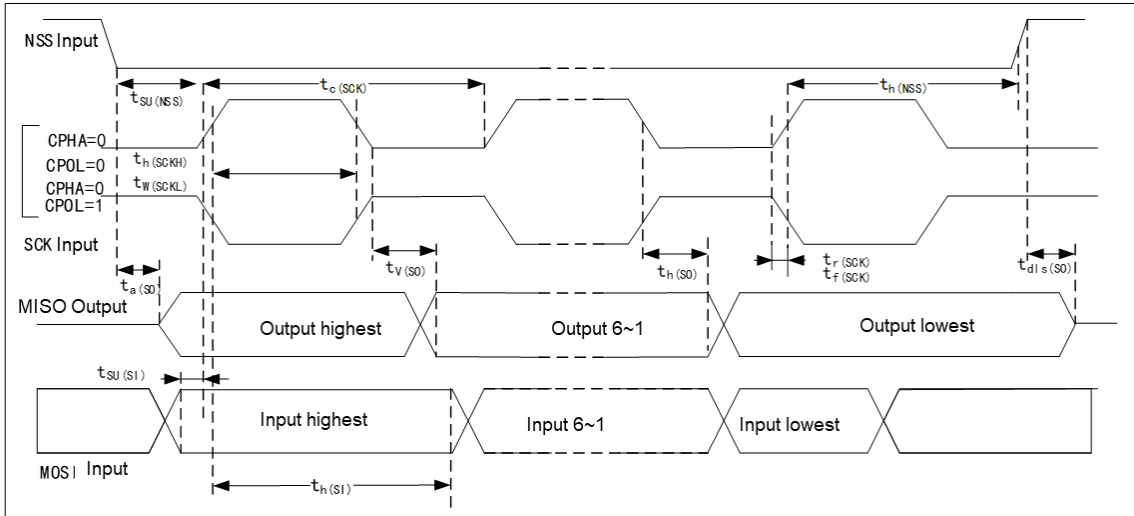 NSS Input
tSU(NSS)
tc(SCK)
th(NSS)
CPHA=0
CPOL=0
th(SCKH)
CPHA=0
tW(SCKL)
CPOL=1
SCK Input
ta(SO)
tV(SO)
th(SO)
tr(SCK)
tf(SCK)
tdis(SO)
MISO Output
Output highest
Output 6~1
Output lowest
tSU(SI)
Input highest
Input 6~1
Input lowest
MOSI Input
th(SI)